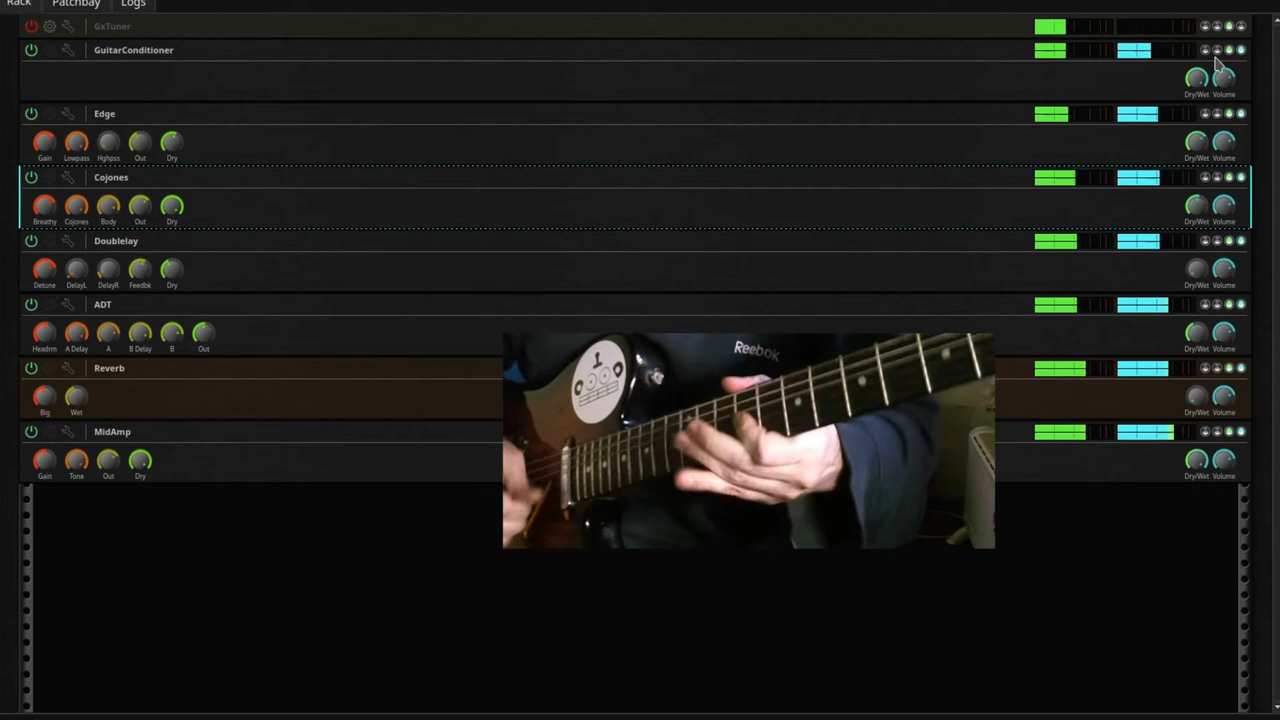 Rack Patchbay Logs
GxTuner
GuitarConditioner
Dry/Wet Volume
Edge
Gain Lowpass Hghpss Out Dry
Dry/Wet Volume
Cojones
Breathy Cojones Body Out Dry
Dry/Wet Volume
Doublelay
Detune DelayL DelayR Feedbk Dry
Dry/Wet Volume
ADT
Headrm A Delay A B Delay B Out
Dry/Wet Volume
Reebok
Reverb
Big Wet
Dry/Wet Volume
MidAmp
Gain Tone Out Dry
Dry/Wet Volume